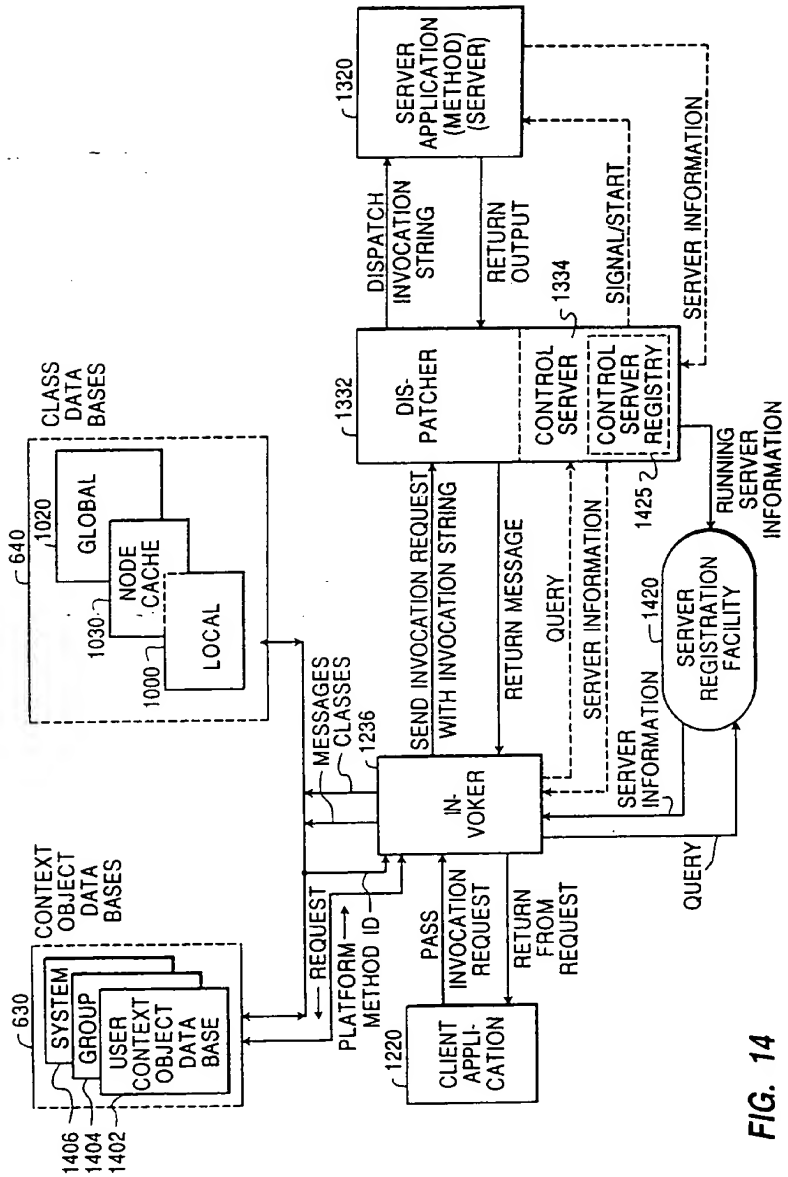 CONTEXT
OBJECT
DATA
BASES
630
SYSTEM
GROUP
USER
CONTEXT
OBJECT
DATA
BASE
1406
1404
1402
CLASS
DATA
BASES
640
1020
GLOBAL
1030
NODE
CACHE
1000
LOCAL
REQUEST
PLATFORM
METHOD ID
MESSAGES
CLASSES
1220
CLIENT
APPLI-
CATION
PASS
INVOCATION
REQUEST
RETURN
FROM
REQUEST
1236
IN-
VOKER
SEND INVOCATION REQUEST
WITH INVOCATION STRING
RETURN MESSAGE
QUERY
SERVER INFORMATION
SERVER
INFORMATION
QUERY
1420
SERVER
REGISTRATION
FACILITY
RUNNING
SERVER
INFORMATION
1332
DIS-
PATCHER
CONTROL
SERVER
1334
CONTROL
SERVER
REGISTRY
1425
DISPATCH
INVOCATION
STRING
RETURN
OUTPUT
SIGNAL/START
SERVER INFORMATION
1320
SERVER
APPLICATION
(METHOD)
(SERVER)
FIG. 14